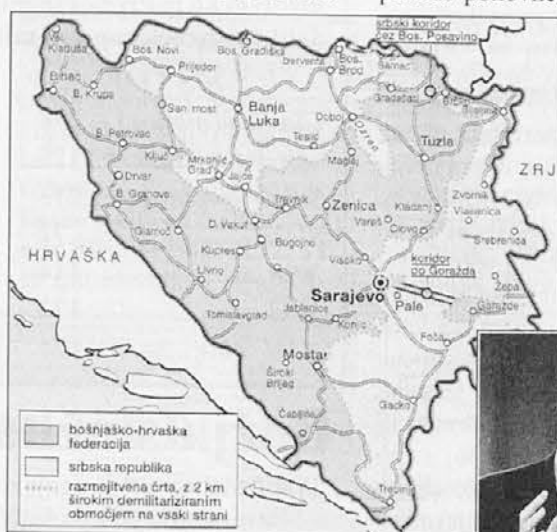 srbski koridor
čez Bos. Posavino
Kladuša
Bos. Novi
Bos. Gradiška
Derventa
Bos.
Brod
Šamac
Bihać
Prijedor
Gradačac
Brčko
Bijeljina
B. Krupa
San. most
Banja
Luka
Doboj
Teslić
Tuzla
B. Petrovac
Ključ
Mrkonjić
Grad
Jajce
Maglaj
ZRJ
Drvar
Travnik
Zenica
Kladanj
Zvornik
Vlasenica
B. Grahovo
Glamoč
D. Vakuf
Vareš
Olovo
Srebrenica
HRVAŠKA
Bugojno
Kupres
Visoko
koridor
po Goražda
Livno
Sarajevo
Pale
Žepa
Goražde
Tomislavgrad
Jablanica
Konjic
Foča
Mostar
Široki
Brijeg
Gacko
Čapljina
Trebinje
bošnjaško-hrvaška
federacija
srbska republika
razmejitvena črta, z 2 km
širokim demilitariziranim
območjem na vsaki strani